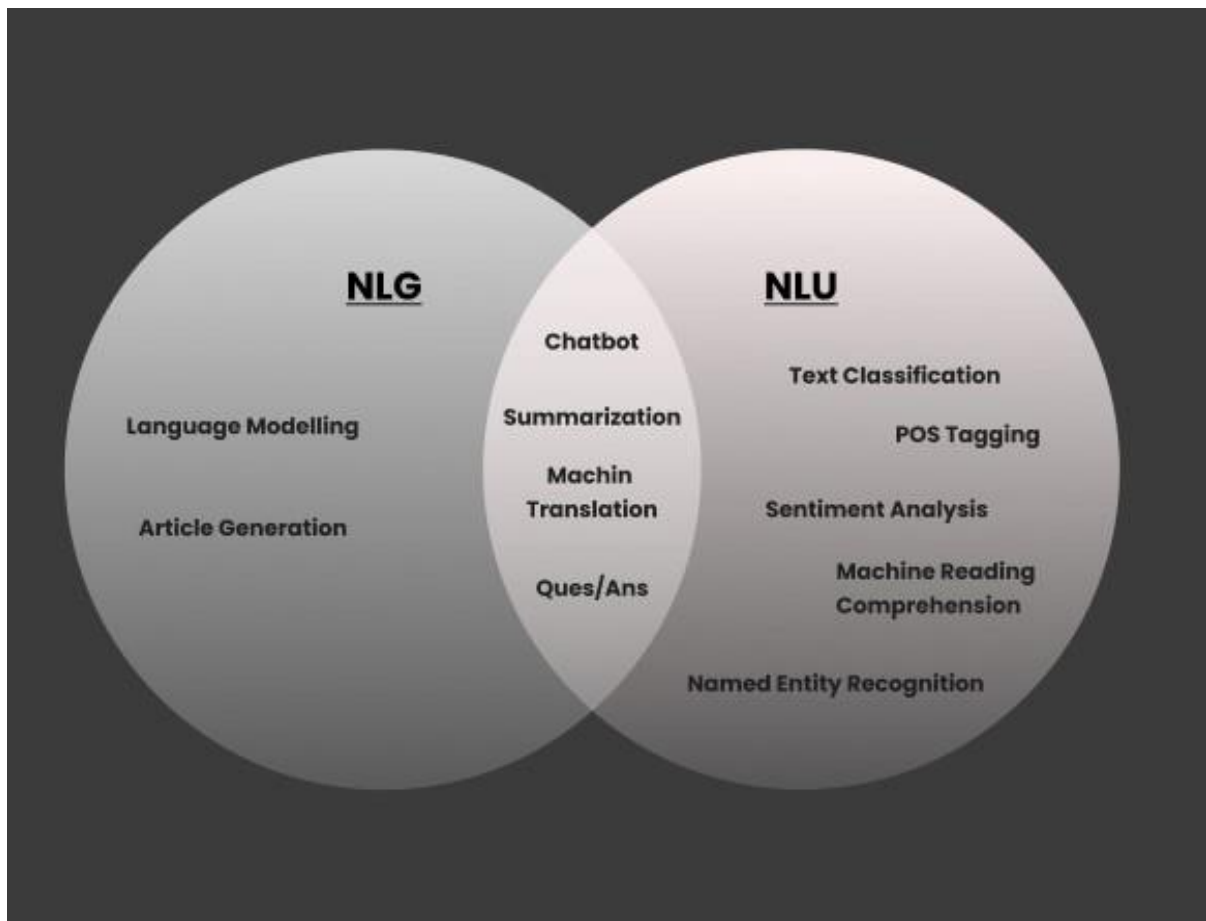 NLG
Language Modelling
Article Generation
Chatbot
Summarization
Machin
Translation
Ques/Ans
NLU
Text Classification
POS Tagging
Sentiment Analysis
Machine Reading
Comprehension
Named Entity Recognition